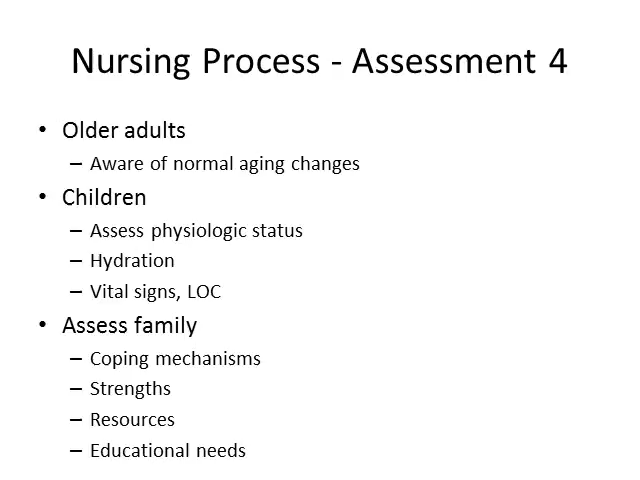 Nursing Process - Assessment 4
• Older adults
– Aware of normal aging changes
• Children
– Assess physiologic status
– Hydration
– Vital signs, LOC
• Assess family
– Coping mechanisms
– Strengths
– Resources
– Educational needs